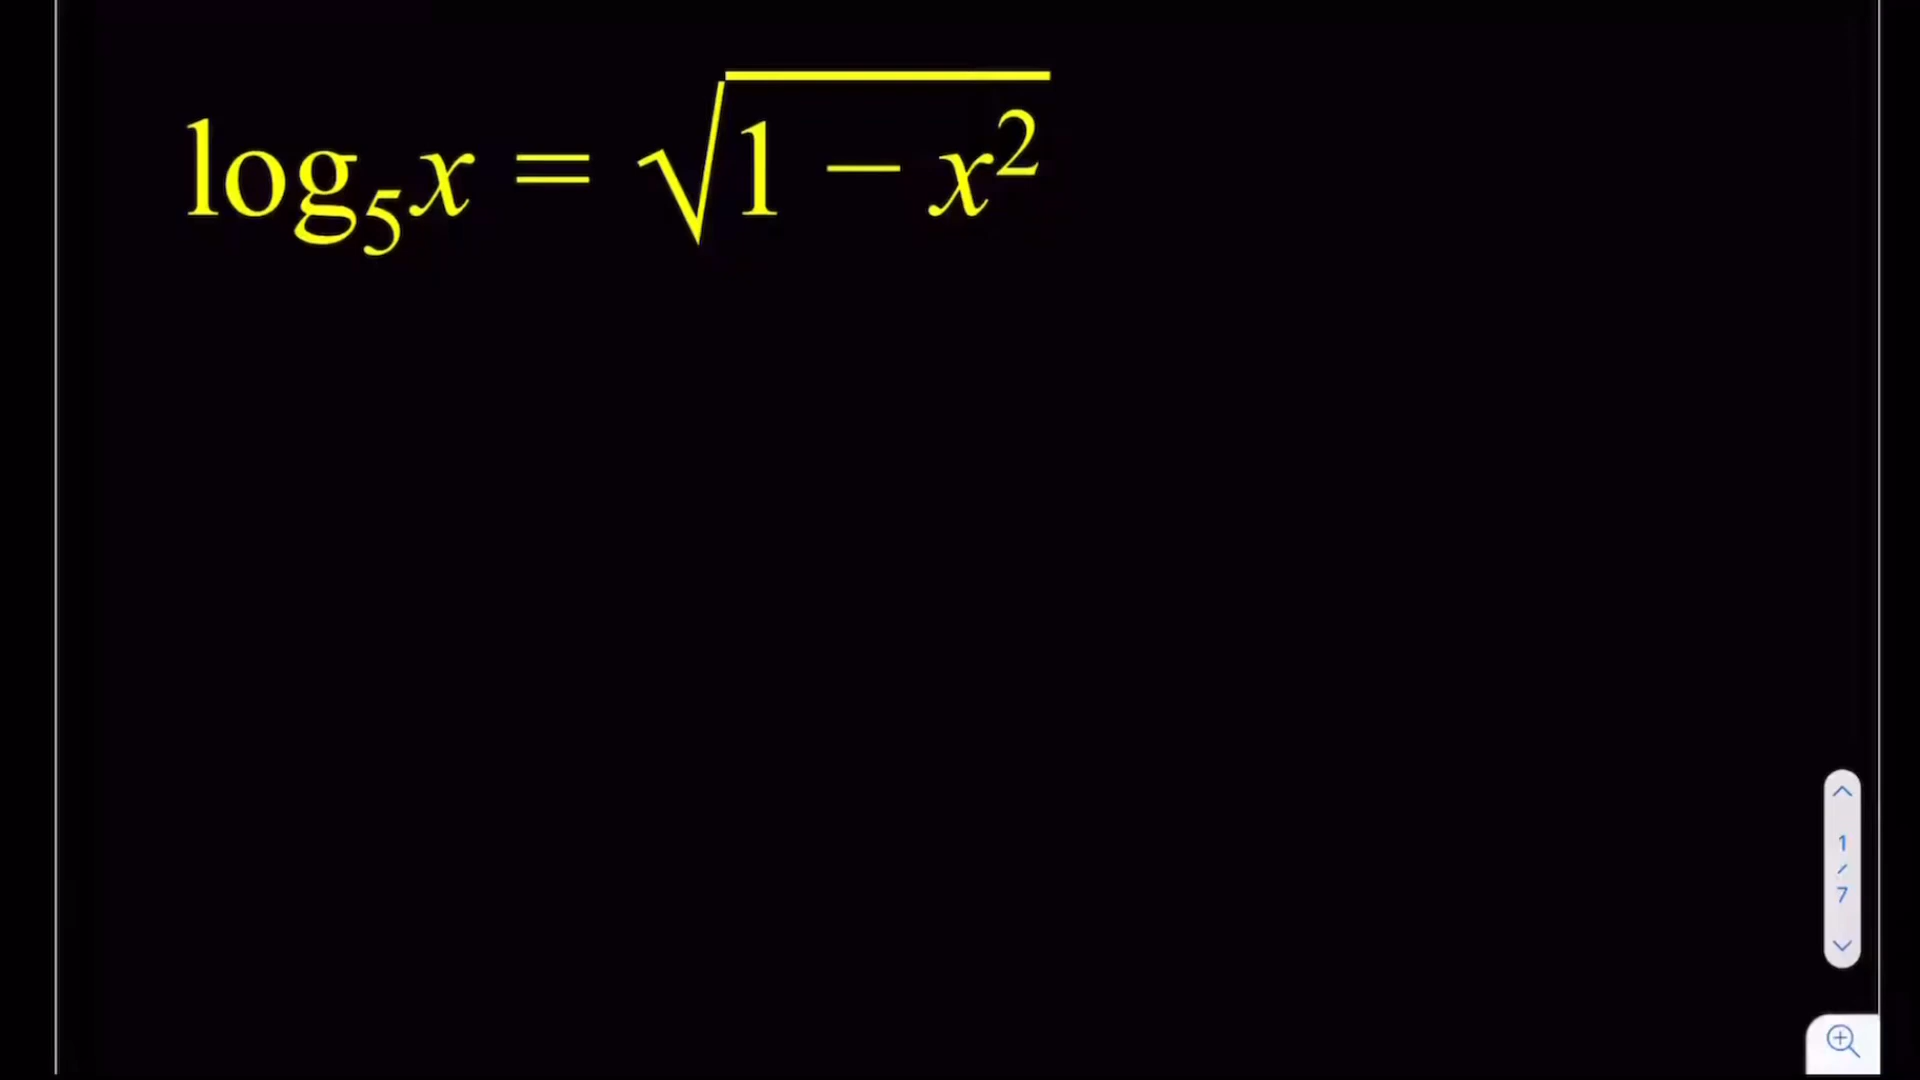 log₅x = √(1 − x²)
1
/
7